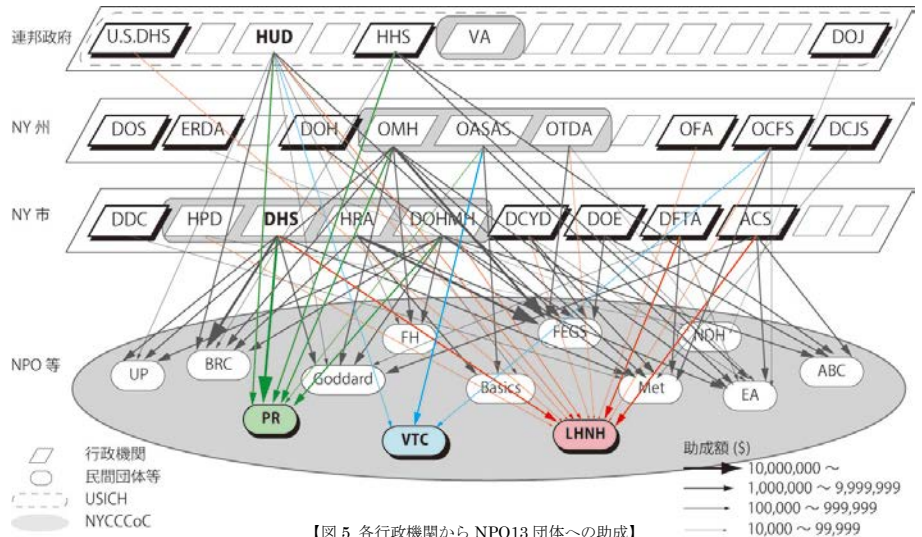 連邦政府 U.S.DHS HUD HHS VA DOJ
NY 州 DOS ERDA DOH OMH OASAS OTDA OFA OCFS DCJS
NY 市 DDC HPD DHS HRA DOHMH DCYD DOE DFTA ACS
NPO 等
FH FEGS NDH
UP BRC Goddard Basics Met EA ABC
PR VTC LHNH
行政機関
民間団体等
USICH
NYCCCoC
助成額 ($)
10,000,000 ～
1,000,000 ～ 9,999,999
100,000 ～ 999,999
10,000 ～ 99,999
【図 5 各行政機関から NPO13 団体への助成】